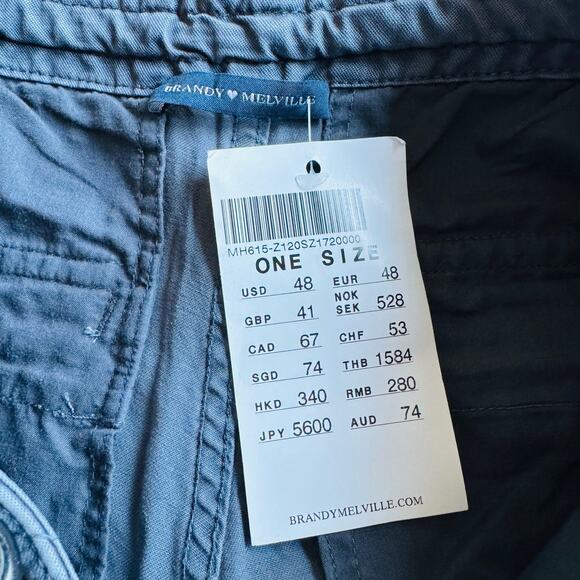 BRANDY ♥ MELVILLE
MH615-Z120SZ1720000
ONE SIZE
USD 48 EUR 48
GBP 41 NOK SEK 528
CAD 67 CHF 53
SGD 74 THB 1584
HKD 340 RMB 280
JPY 5600 AUD 74
BRANDYMELVILLE.COM